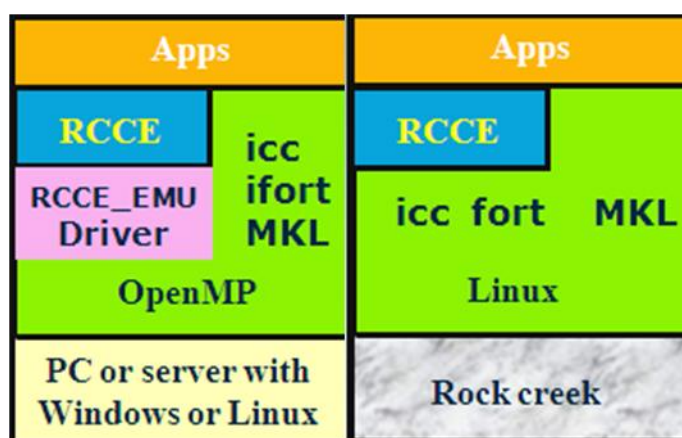 Apps
RCCE
icc
ifort
MKL
RCCE_EMU
Driver
OpenMP
PC or server with
Windows or Linux
Apps
RCCE
icc fort MKL
Linux
Rock creek